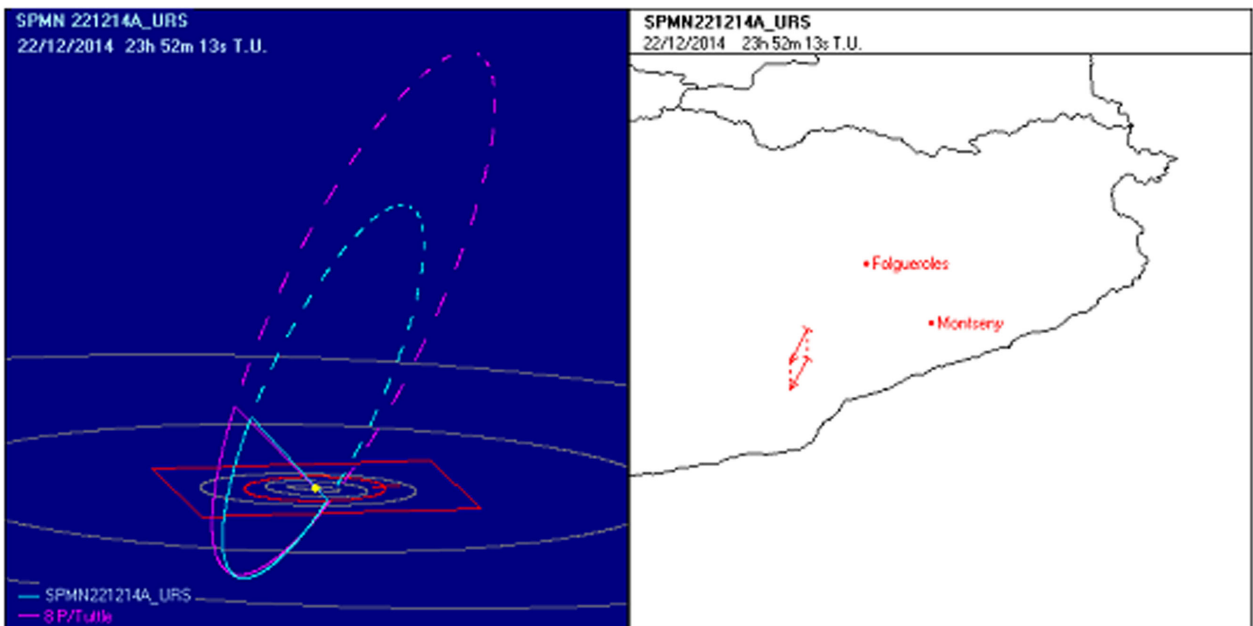 SPMN 221214A_URS
22/12/2014 23h 52m 13s T.U.
SPMN221214A_URS
8P/Tuttle
SPMN221214A_URS
22/12/2014 23h 52m 13s T.U.
Folgueroles
Montseny